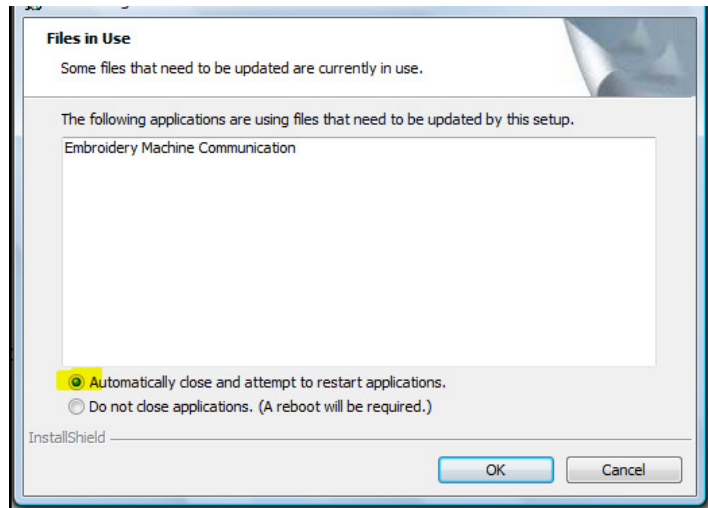 Files in Use
Some files that need to be updated are currently in use.
The following applications are using files that need to be updated by this setup.
Embroidery Machine Communication
Automatically close and attempt to restart applications.
Do not close applications. (A reboot will be required.)
InstallShield
OK
Cancel